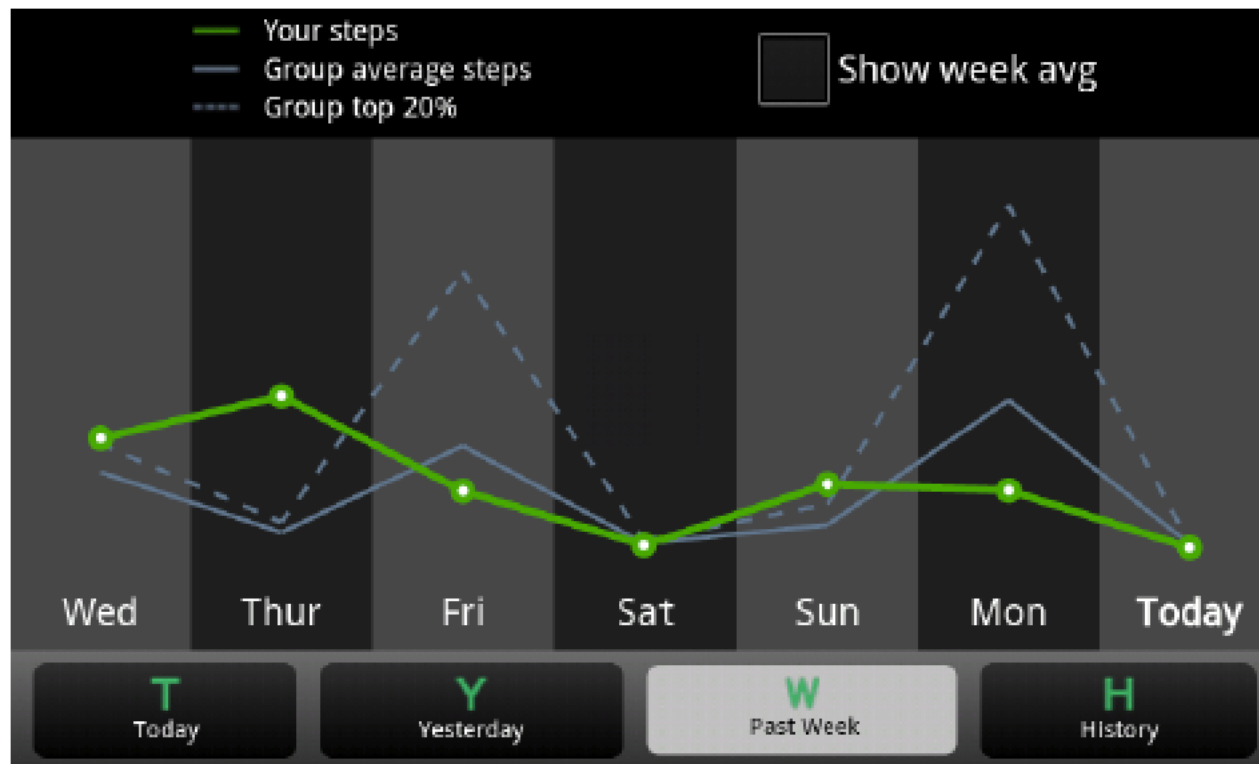 Your steps
Group average steps
Group top 20%
Show week avg
Wed Thur Fri Sat Sun Mon Today
T Y W H
Today Yesterday Past Week History